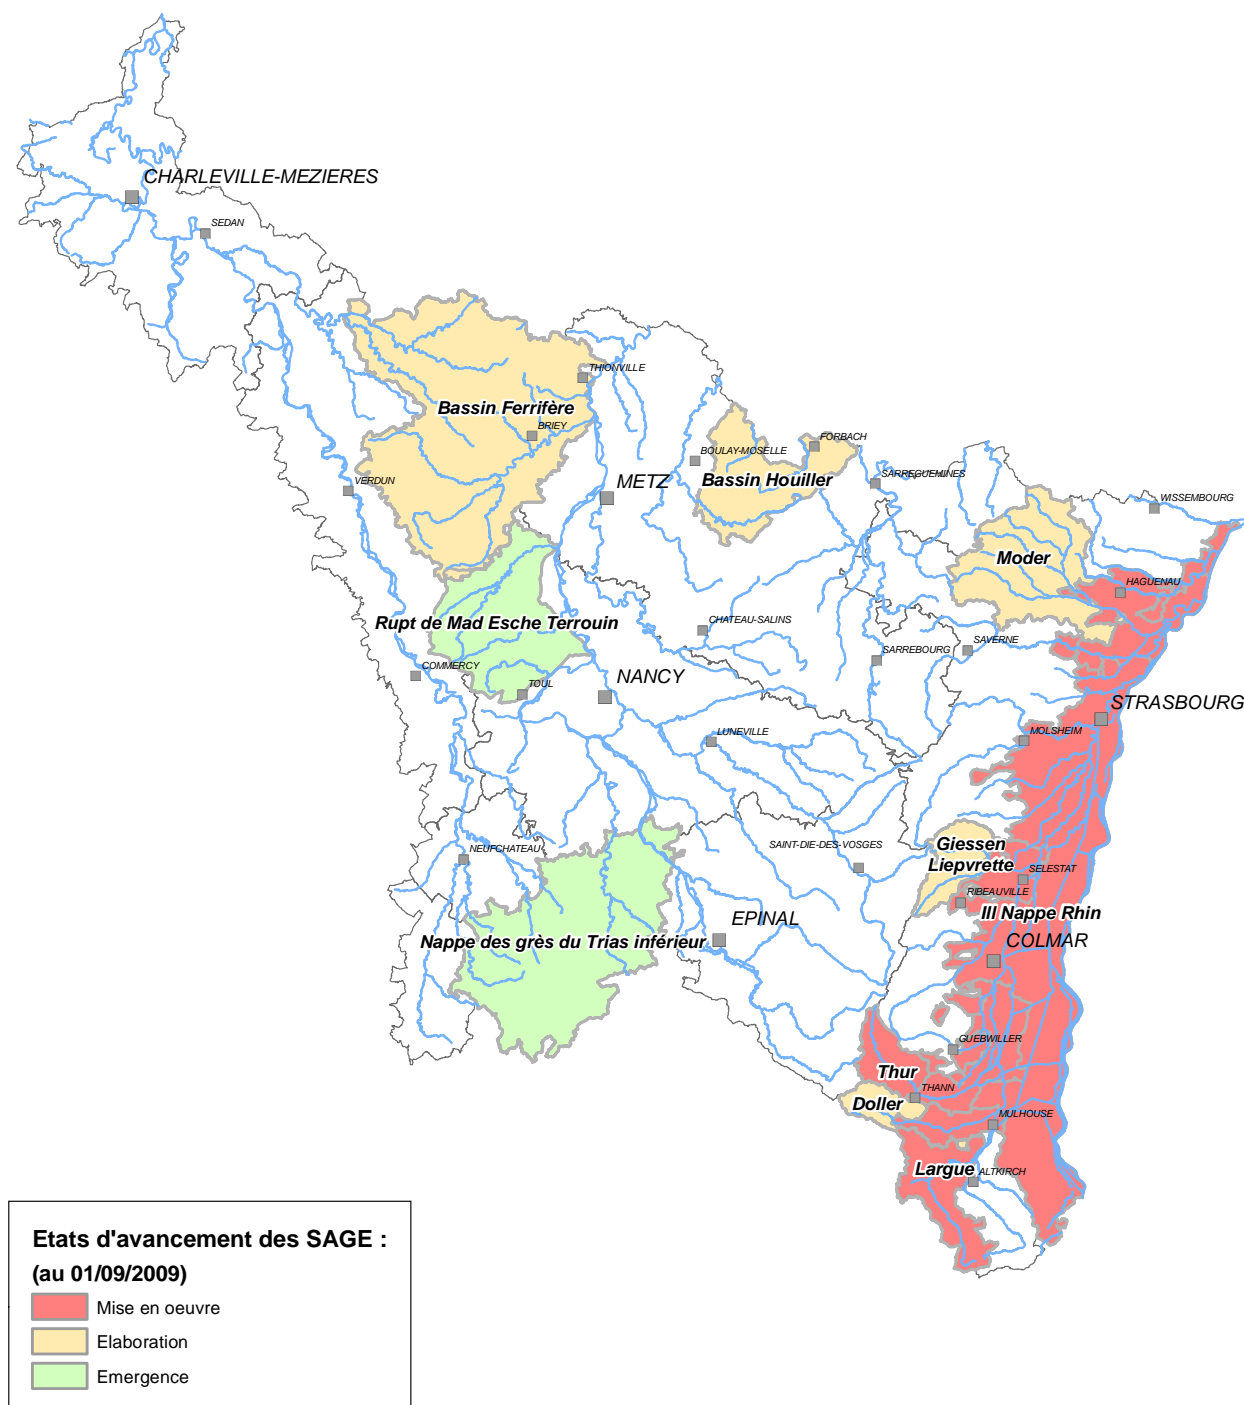 CHARLEVILLE-MEZIERES
SEDAN
THIONVILLE
Bassin Ferrifère
BRIEY
FORBACH
BOULAY-MOSELLE
Bassin Houiller
SARREGUEMINES
METZ
VERDUN
WISSEMBOURG
Moder
HAGUENAU
Rupt de Mad Esche Terrouin
CHATEAU-SALINS
SAVERNE
SARREBOURG
COMMERCY
TOUL
NANCY
STRASBOURG
LUNEVILLE
MOLSHEIM
Giessen
Liepvrette
NEUFCHATEAU
SAINT-DIE-DES-VOSGES
SELESTAT
RIBEAUVILLE
Ill Nappe Rhin
EPINAL
Nappe des grès du Trias inférieur
COLMAR
GUEBWILLER
Thur
THANN
Doller
MULHOUSE
Largue
ALTKIRCH
Etats d'avancement des SAGE :
(au 01/09/2009)
Mise en oeuvre
Elaboration
Emergence